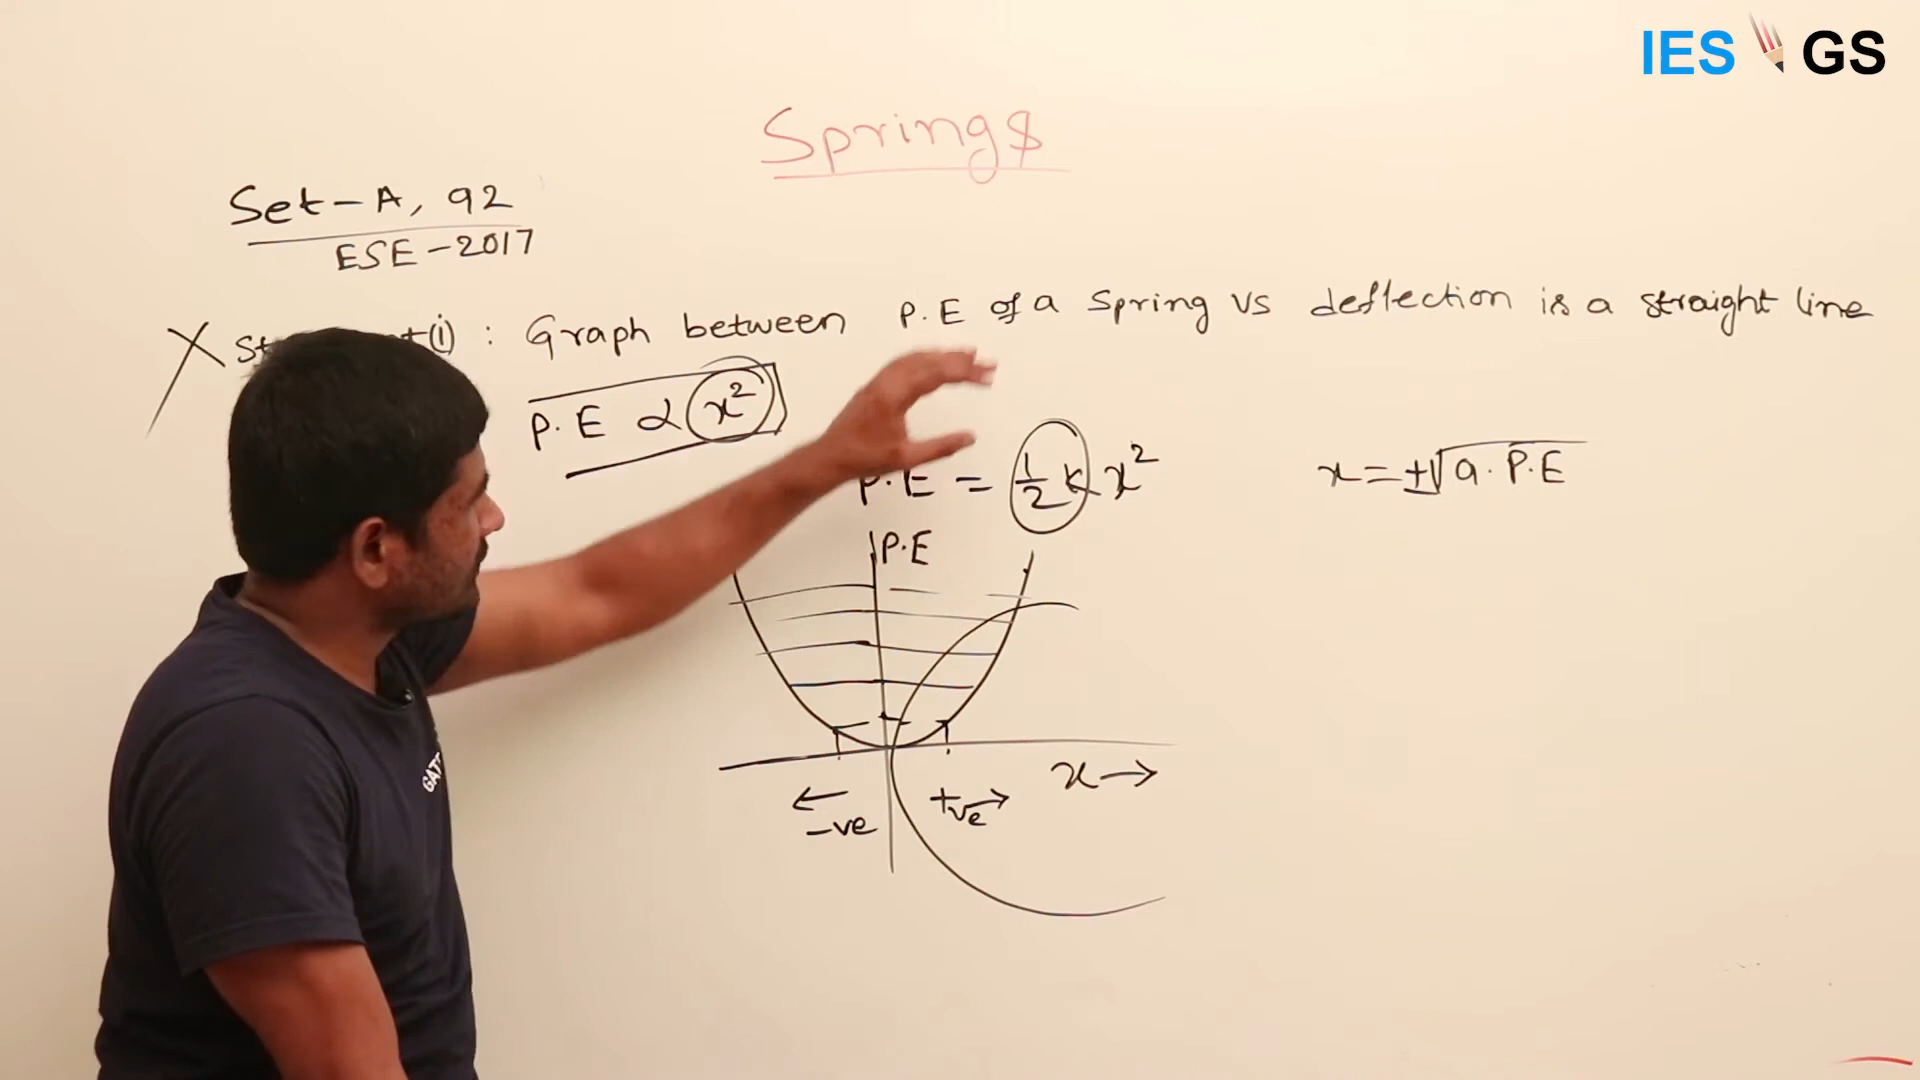 IES GS
Springs
Set-A, 92
ESE-2017
(i) : Graph between P.E of a Spring vs deflection is a straight line
P.E ∝ x²
P.E = ½ k x²
x = ±√a. P.E
P.E
x →
← -ve
+ve →
GATE